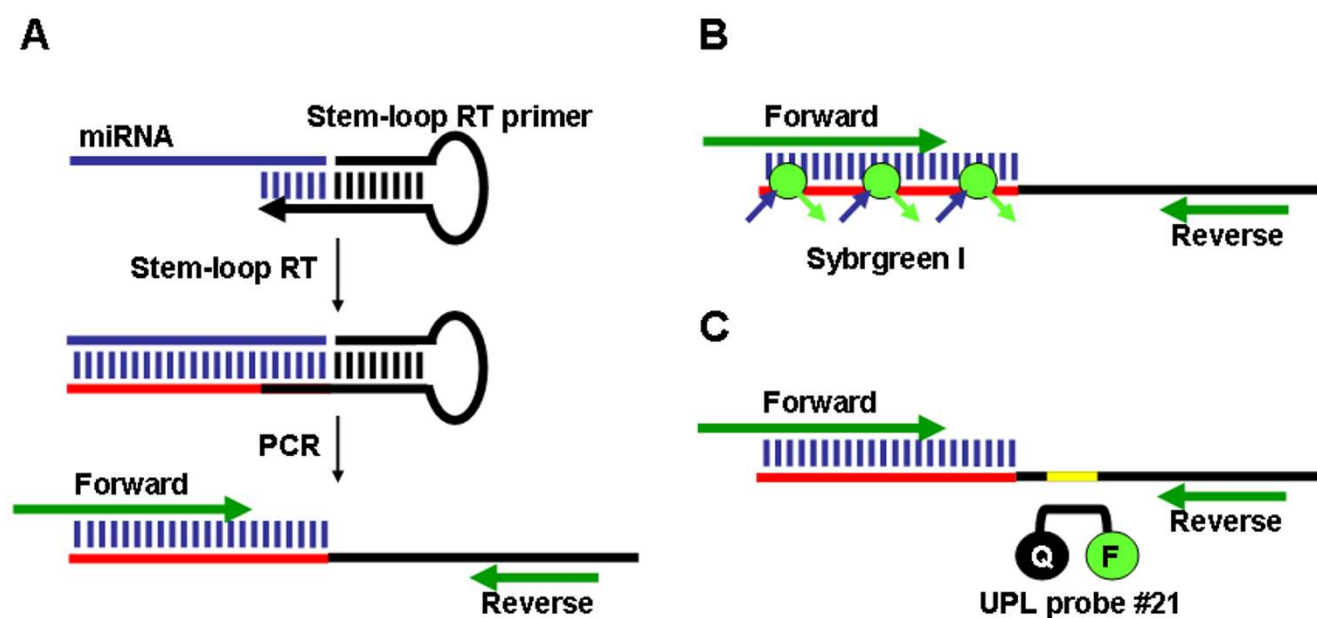 A
Stem-loop RT primer
miRNA
Stem-loop RT
PCR
Forward
Reverse
B
Forward
Reverse
Sybrgreen I
C
Forward
Reverse
Q F
UPL probe #21